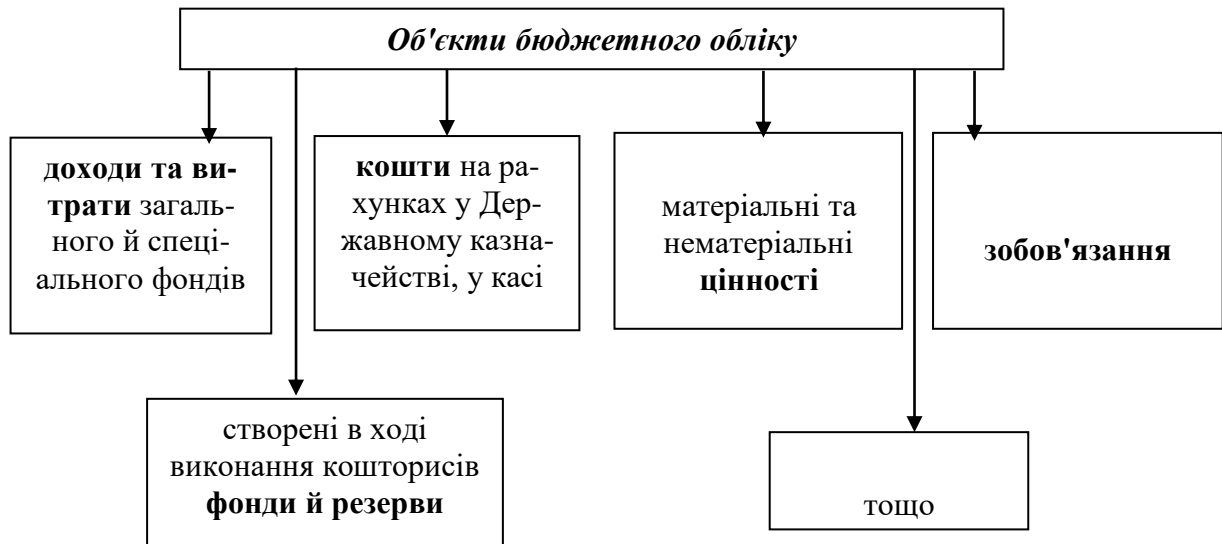 Об'єкти бюджетного обліку
доходи та ви-
трати загаль-
ного й спеці-
ального фондів
кошти на ра-
хунках у Дер-
жавному казна-
чействі, у касі
матеріальні та
нематеріальні
цінності
зобов'язання
створені в ході
виконання кошторисів
фонди й резерви
тощо